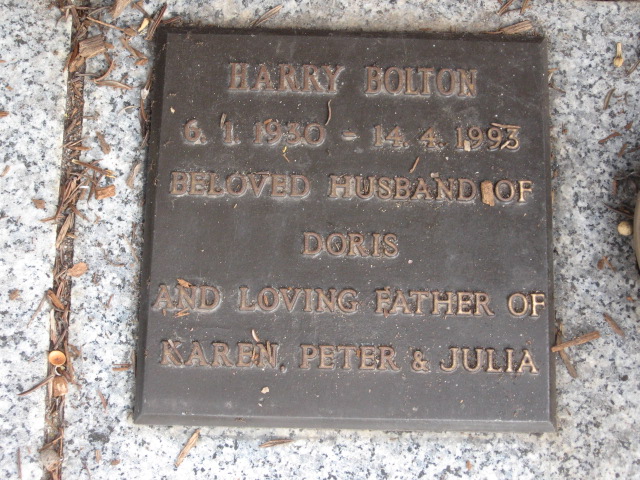 HARRY BOLTON
6. 1. 1930 - 14. 4. 1993
BELOVED HUSBAND OF
DORIS
AND LOVING FATHER OF
KAREN, PETER & JULIA